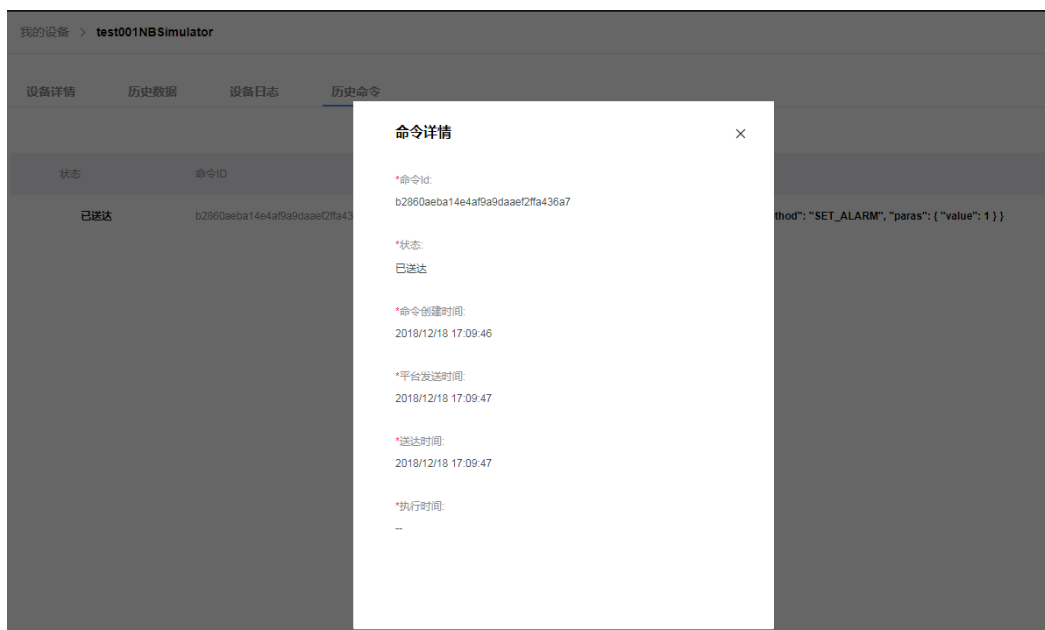 我的设备 > test001NBSimulator
设备详情 历史数据 设备日志 历史命令
状态 命令ID
已送达 b2860aeba14e4af9a9daaef2ffa43 thod": "SET_ALARM", "paras": { "value": 1 } }
命令详情 ×
*命令Id:
b2860aeba14e4af9a9daaef2ffa436a7
*状态:
已送达
*命令创建时间:
2018/12/18 17:09:46
*平台发送时间:
2018/12/18 17:09:47
*送达时间:
2018/12/18 17:09:47
*执行时间:
--